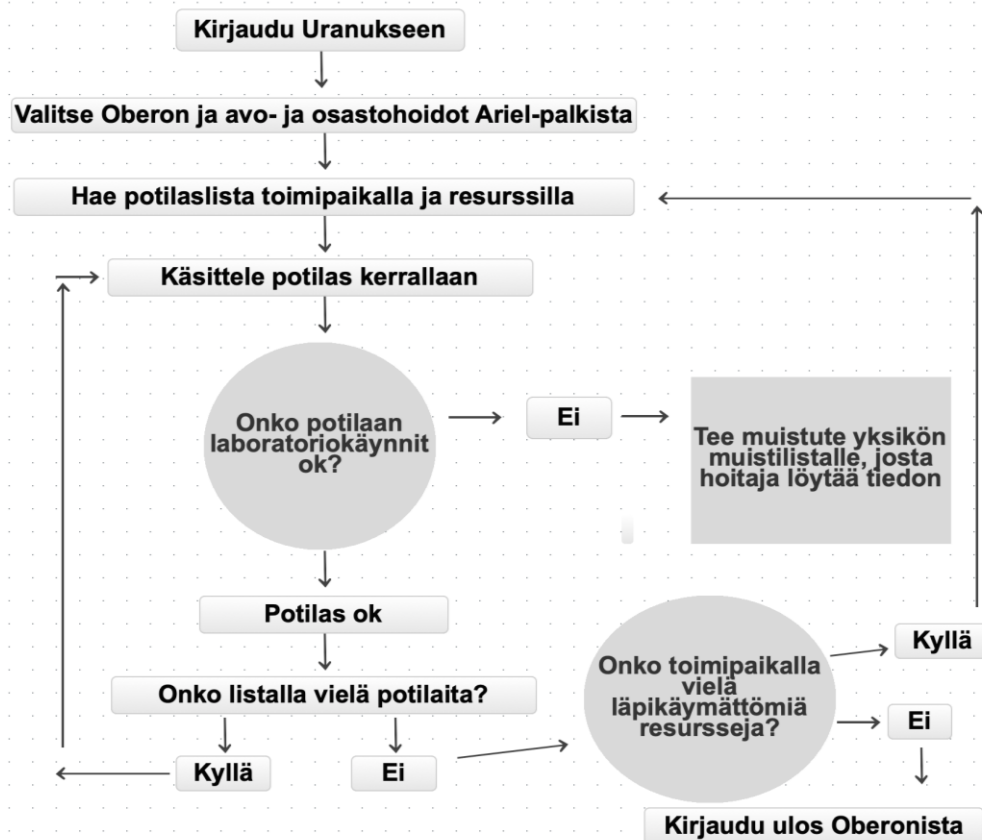 Kirjaudu Uranukseen
Valitse Oberon ja avo- ja osastohoidot Ariel-palkista
Hae potilaslista toimipaikalla ja resurssilla
Käsittele potilas kerrallaan
Onko potilaan
laboratoriokäynnit
ok?
Ei
Tee muistute yksikön
muistilistalle, josta
hoitaja löytää tiedon
Potilas ok
Onko listalla vielä potilaita?
Kyllä
Ei
Onko toimipaikalla
vielä
läpikäymättömiä
resursseja?
Kyllä
Ei
Kirjaudu ulos Oberonista